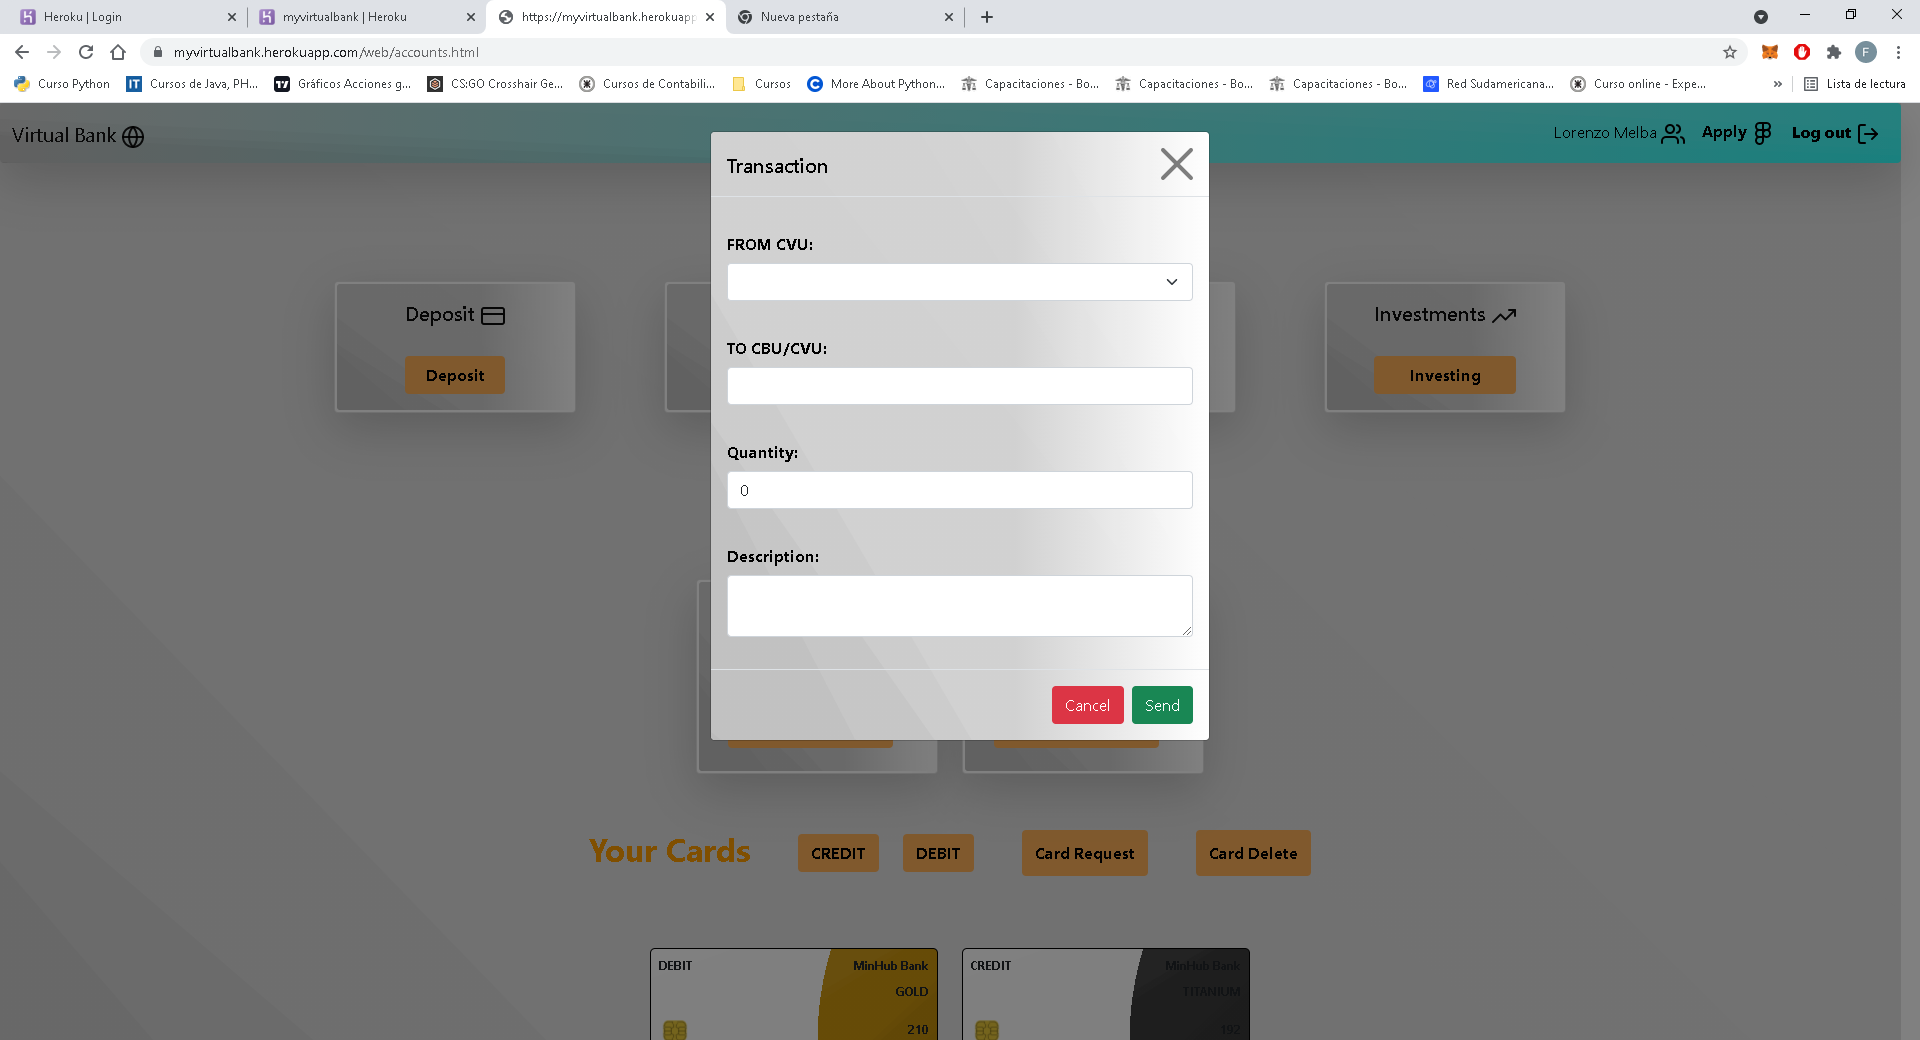 Heroku | Login
myvirtualbank | Heroku
https://myvirtualbank.herokuapp
Nueva pestaña
myvirtualbank.herokuapp.com/web/accounts.html
F
Curso Python
IT Cursos de Java, PH...
Gráficos Acciones g...
CS:GO Crosshair Ge...
Cursos de Contabili...
Cursos
More About Python...
Capacitaciones - Bo...
Capacitaciones - Bo...
Capacitaciones - Bo...
Red Sudamericana...
Curso online - Expe...
»
Lista de lectura
Virtual Bank
Lorenzo Melba
Apply
Log out
Transaction
FROM CVU:
TO CBU/CVU:
Quantity:
0
Description:
Cancel
Send
Deposit
Deposit
Investments
Investing
Your Cards
CREDIT
DEBIT
Card Request
Card Delete
DEBIT
MinHub Bank
GOLD
210
CREDIT
MinHub Bank
TITANIUM
192